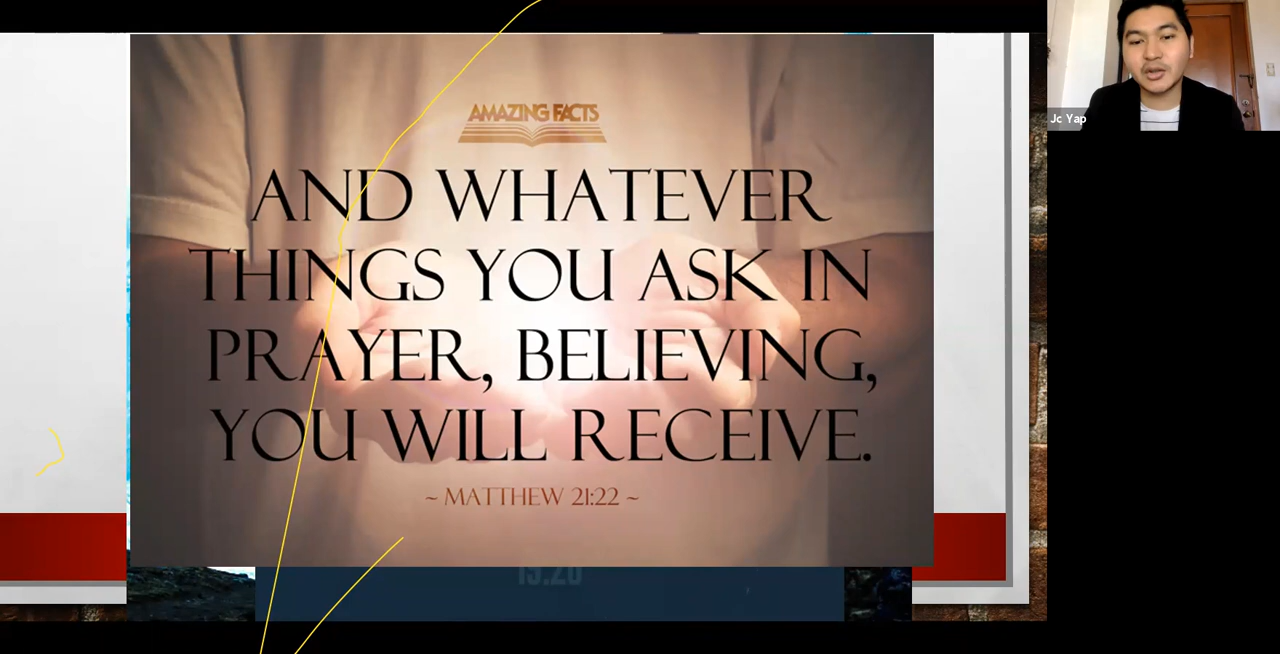 AMAZING FACTS
AND WHATEVER
THINGS YOU ASK IN
PRAYER, BELIEVING,
YOU WILL RECEIVE.
~ MATTHEW 21:22 ~
Jc Yap